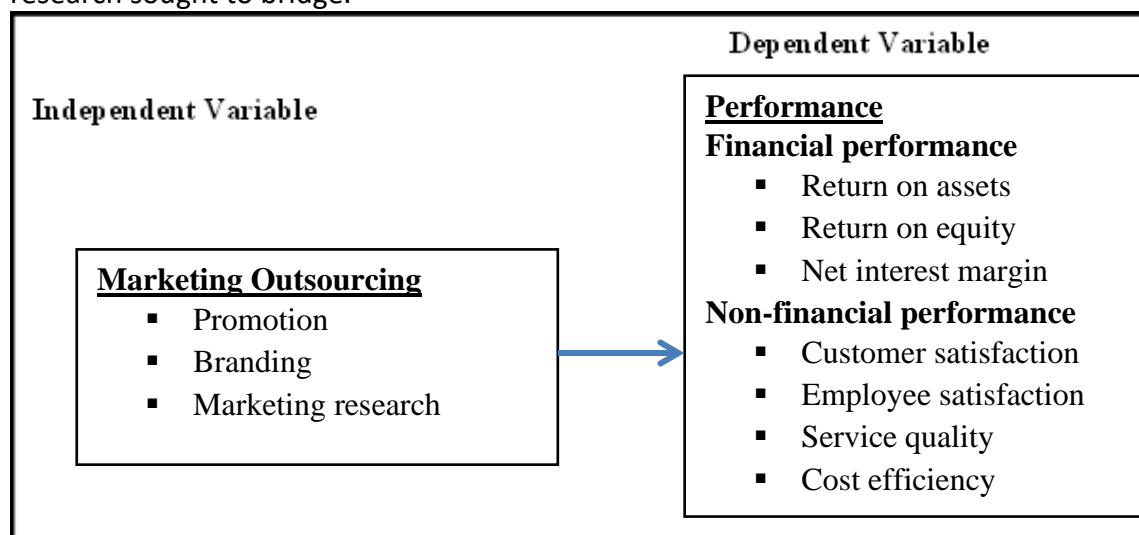 research sought to bridge.
Dependent Variable
Independent Variable
Performance
Financial performance
▪ Return on assets
▪ Return on equity
▪ Net interest margin
Non-financial performance
▪ Customer satisfaction
▪ Employee satisfaction
▪ Service quality
▪ Cost efficiency
Marketing Outsourcing
▪ Promotion
▪ Branding
▪ Marketing research